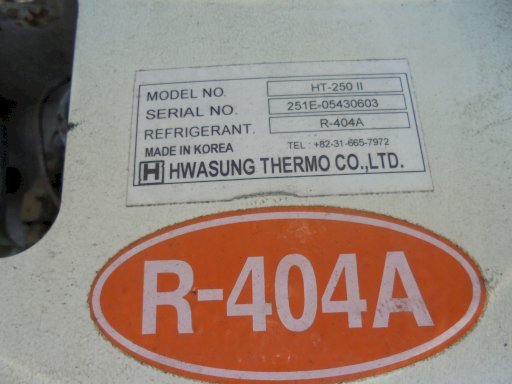 MODEL NO. HT-250 II
SERIAL NO. 251E-05430603
REFRIGERANT. R-404A
MADE IN KOREA TEL : +82-31-665-7972
H HWASUNG THERMO CO.,LTD.
R-404A